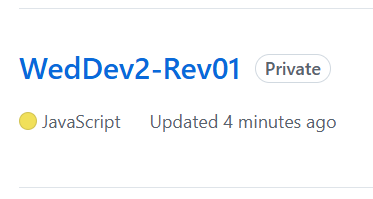 WedDev2-Rev01 Private
JavaScript Updated 4 minutes ago